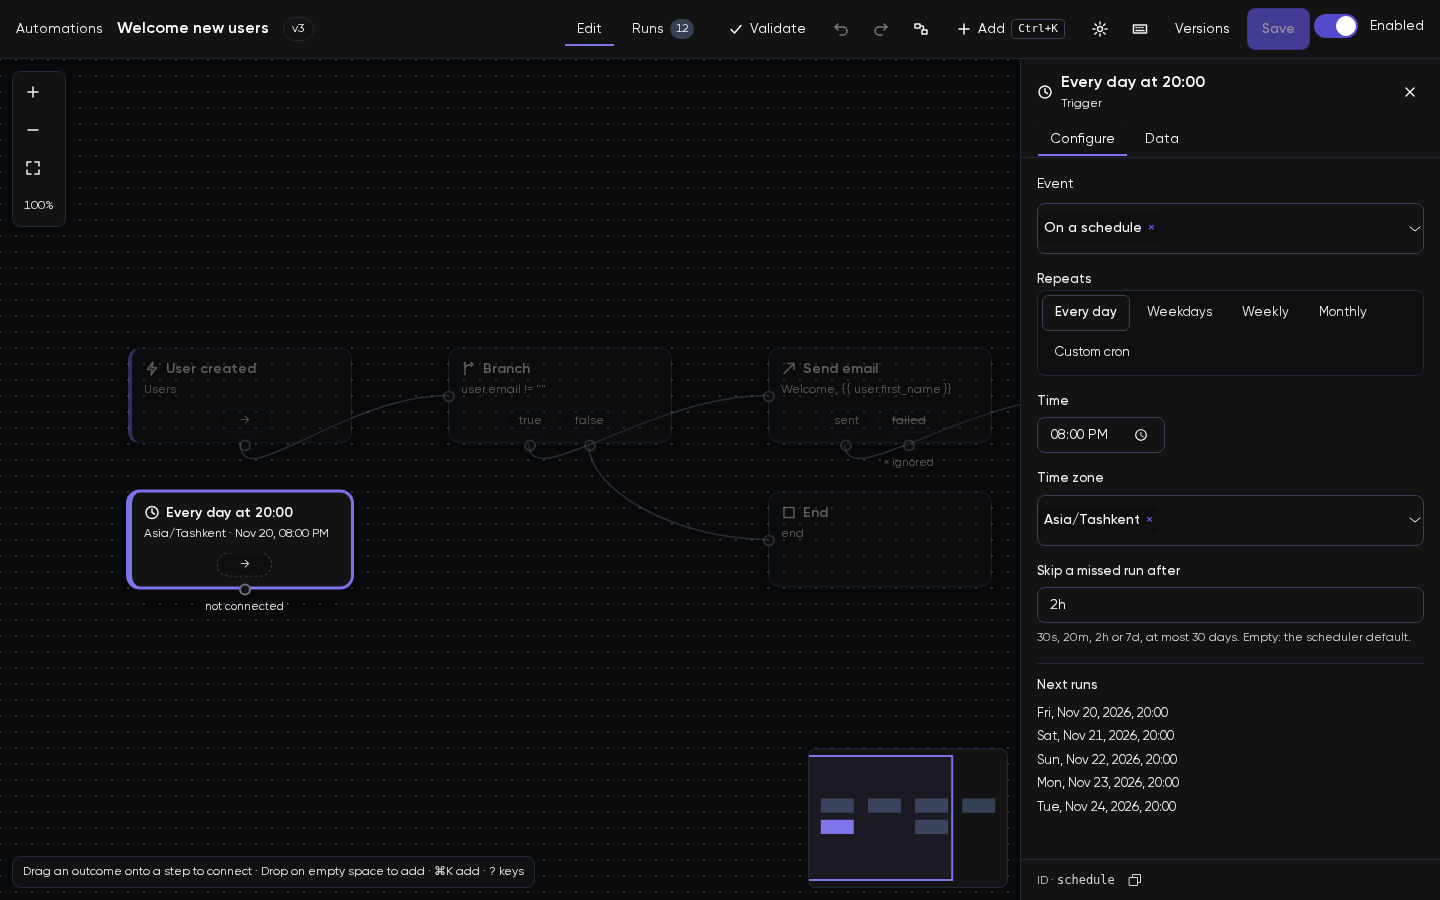 Automations Welcome new users v3 Edit Runs 12 Validate Add Ctrl+K Versions Save Enabled
100%
User created
Users
→
Branch
user.email != ""
true false
Send email
Welcome, {{ user.first_name }}
sent failed
× ignored
Every day at 20:00
Asia/Tashkent · Nov 20, 08:00 PM
→
not connected
End
end
Drag an outcome onto a step to connect · Drop on empty space to add · ⌘K add · ? keys
Every day at 20:00
Trigger
Configure Data
Event
On a schedule ×
Repeats
Every day Weekdays Weekly Monthly
Custom cron
Time
08:00 PM
Time zone
Asia/Tashkent ×
Skip a missed run after
2h
30s, 20m, 2h or 7d, at most 30 days. Empty: the scheduler default.
Next runs
Fri, Nov 20, 2026, 20:00
Sat, Nov 21, 2026, 20:00
Sun, Nov 22, 2026, 20:00
Mon, Nov 23, 2026, 20:00
Tue, Nov 24, 2026, 20:00
ID · schedule